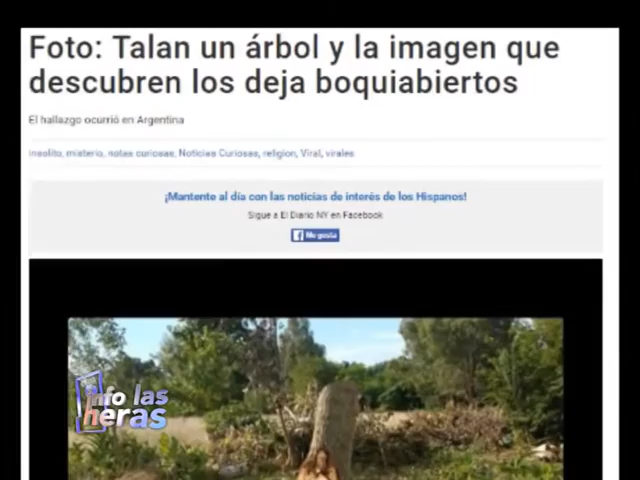 Foto: Talan un árbol y la imagen que
descubren los deja boquiabiertos
El hallazgo ocurrió en Argentina
insolito, misterio, notas curiosas, Noticias Curiosas, religion, Viral, virales
¡Mantente al día con las noticias de interés de los Hispanos!
Sigue a El Diario NY en Facebook
Me gusta
info las
heras